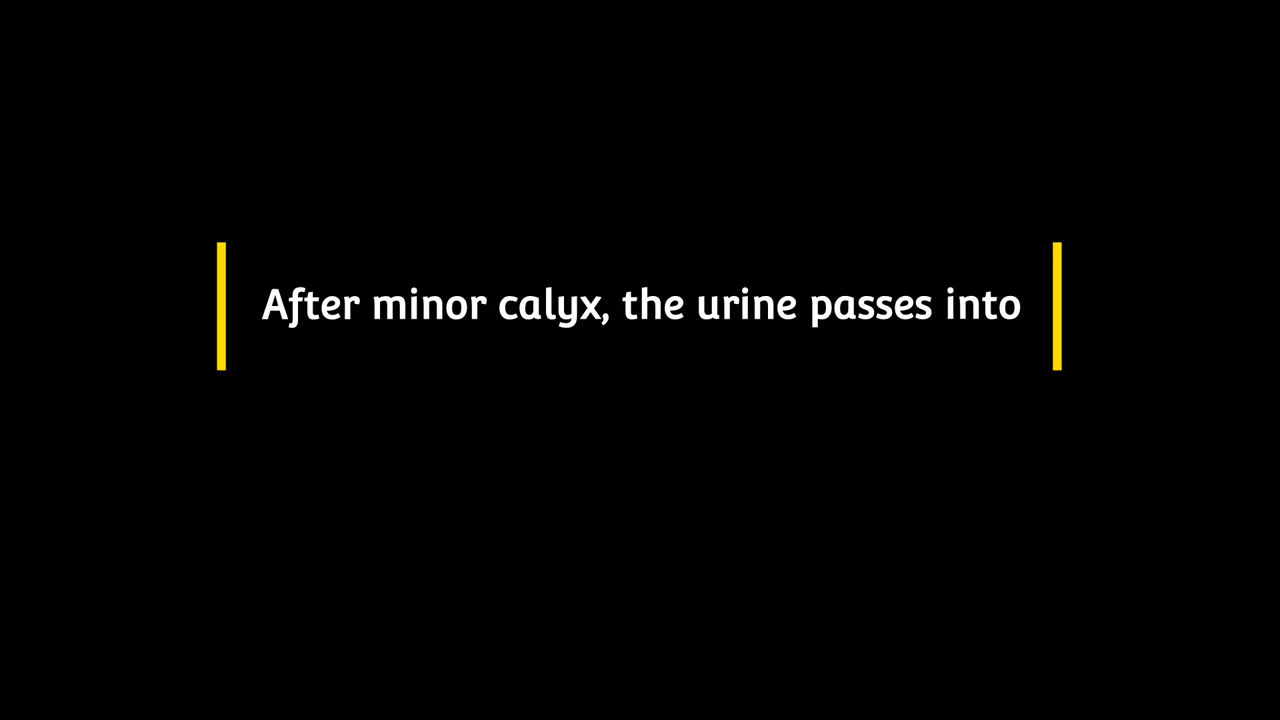 After minor calyx, the urine passes into